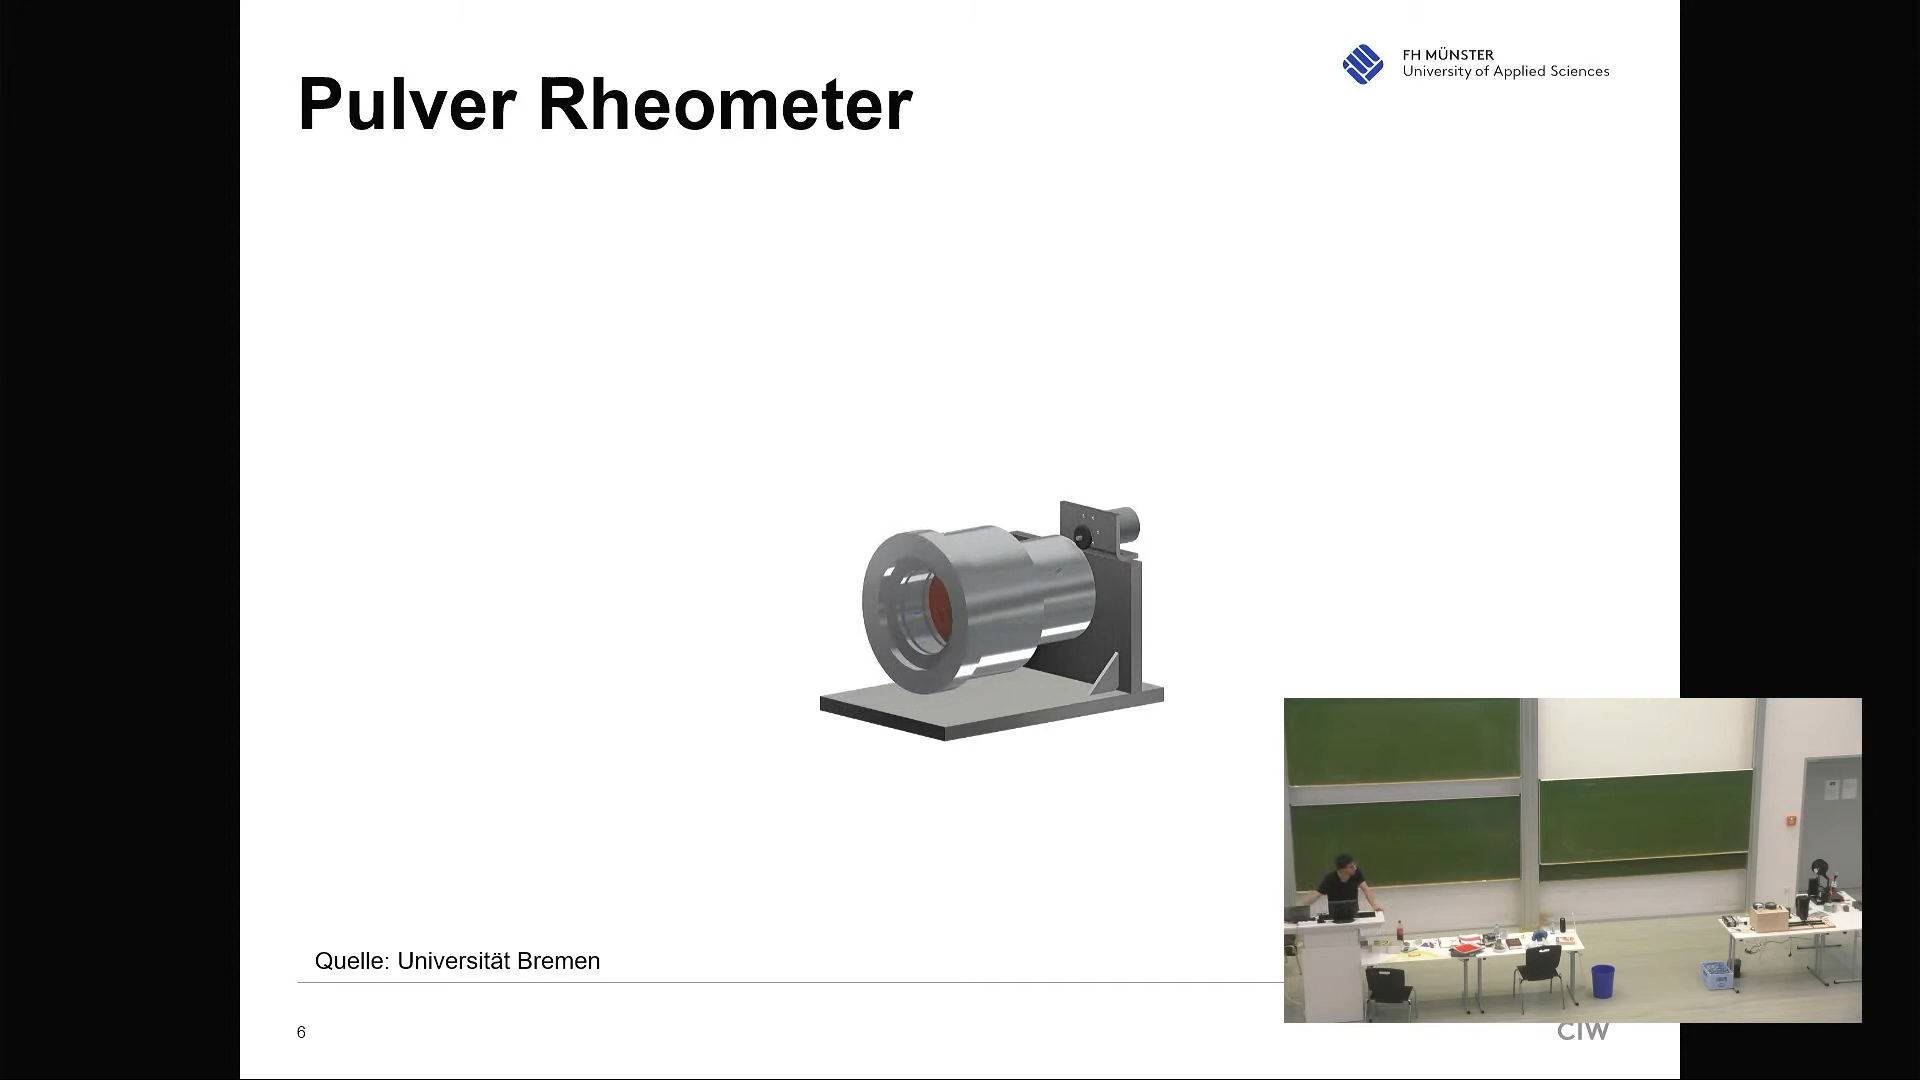 Pulver Rheometer
FH MÜNSTER
University of Applied Sciences
Quelle: Universität Bremen
6
CIW